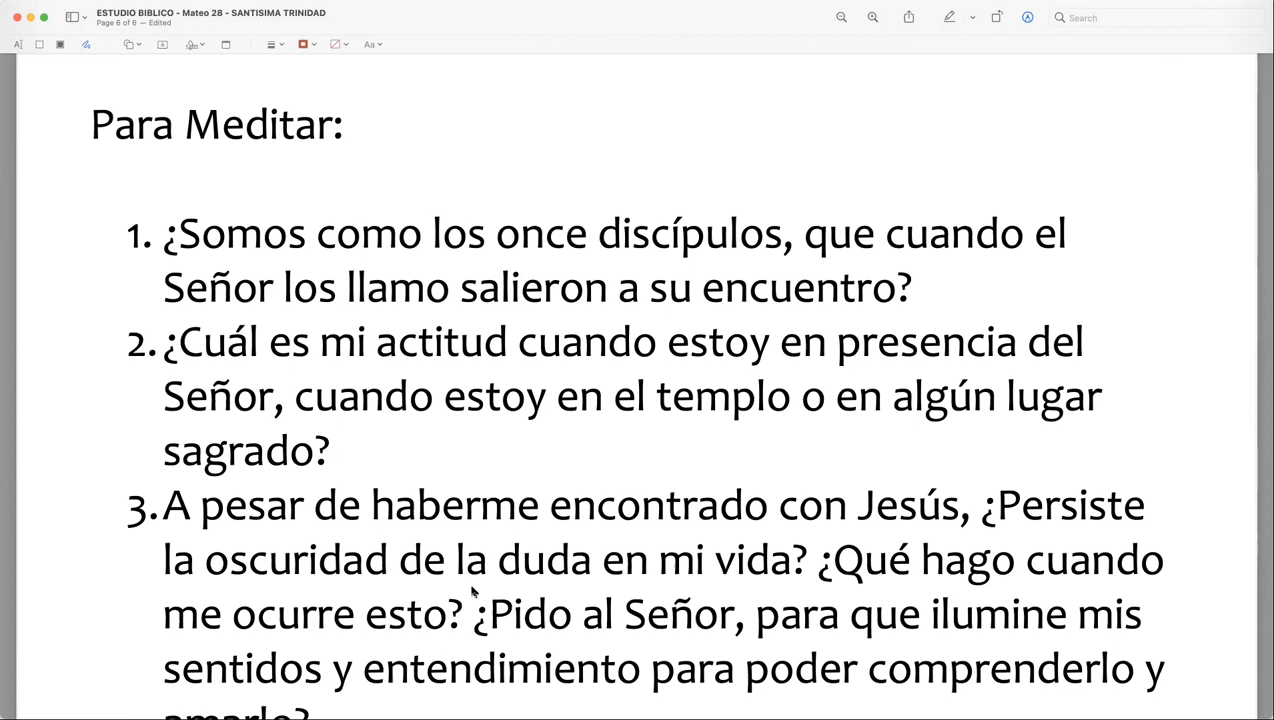 ESTUDIO BIBLICO - Mateo 28 - SANTISIMA TRINIDAD
Page 6 of 6 — Edited
Search
Aa
Para Meditar:
1. ¿Somos como los once discípulos, que cuando el
Señor los llamo salieron a su encuentro?
2. ¿Cuál es mi actitud cuando estoy en presencia del
Señor, cuando estoy en el templo o en algún lugar
sagrado?
3. A pesar de haberme encontrado con Jesús, ¿Persiste
la oscuridad de la duda en mi vida? ¿Qué hago cuando
me ocurre esto? ¿Pido al Señor, para que ilumine mis
sentidos y entendimiento para poder comprenderlo y
amarlo?